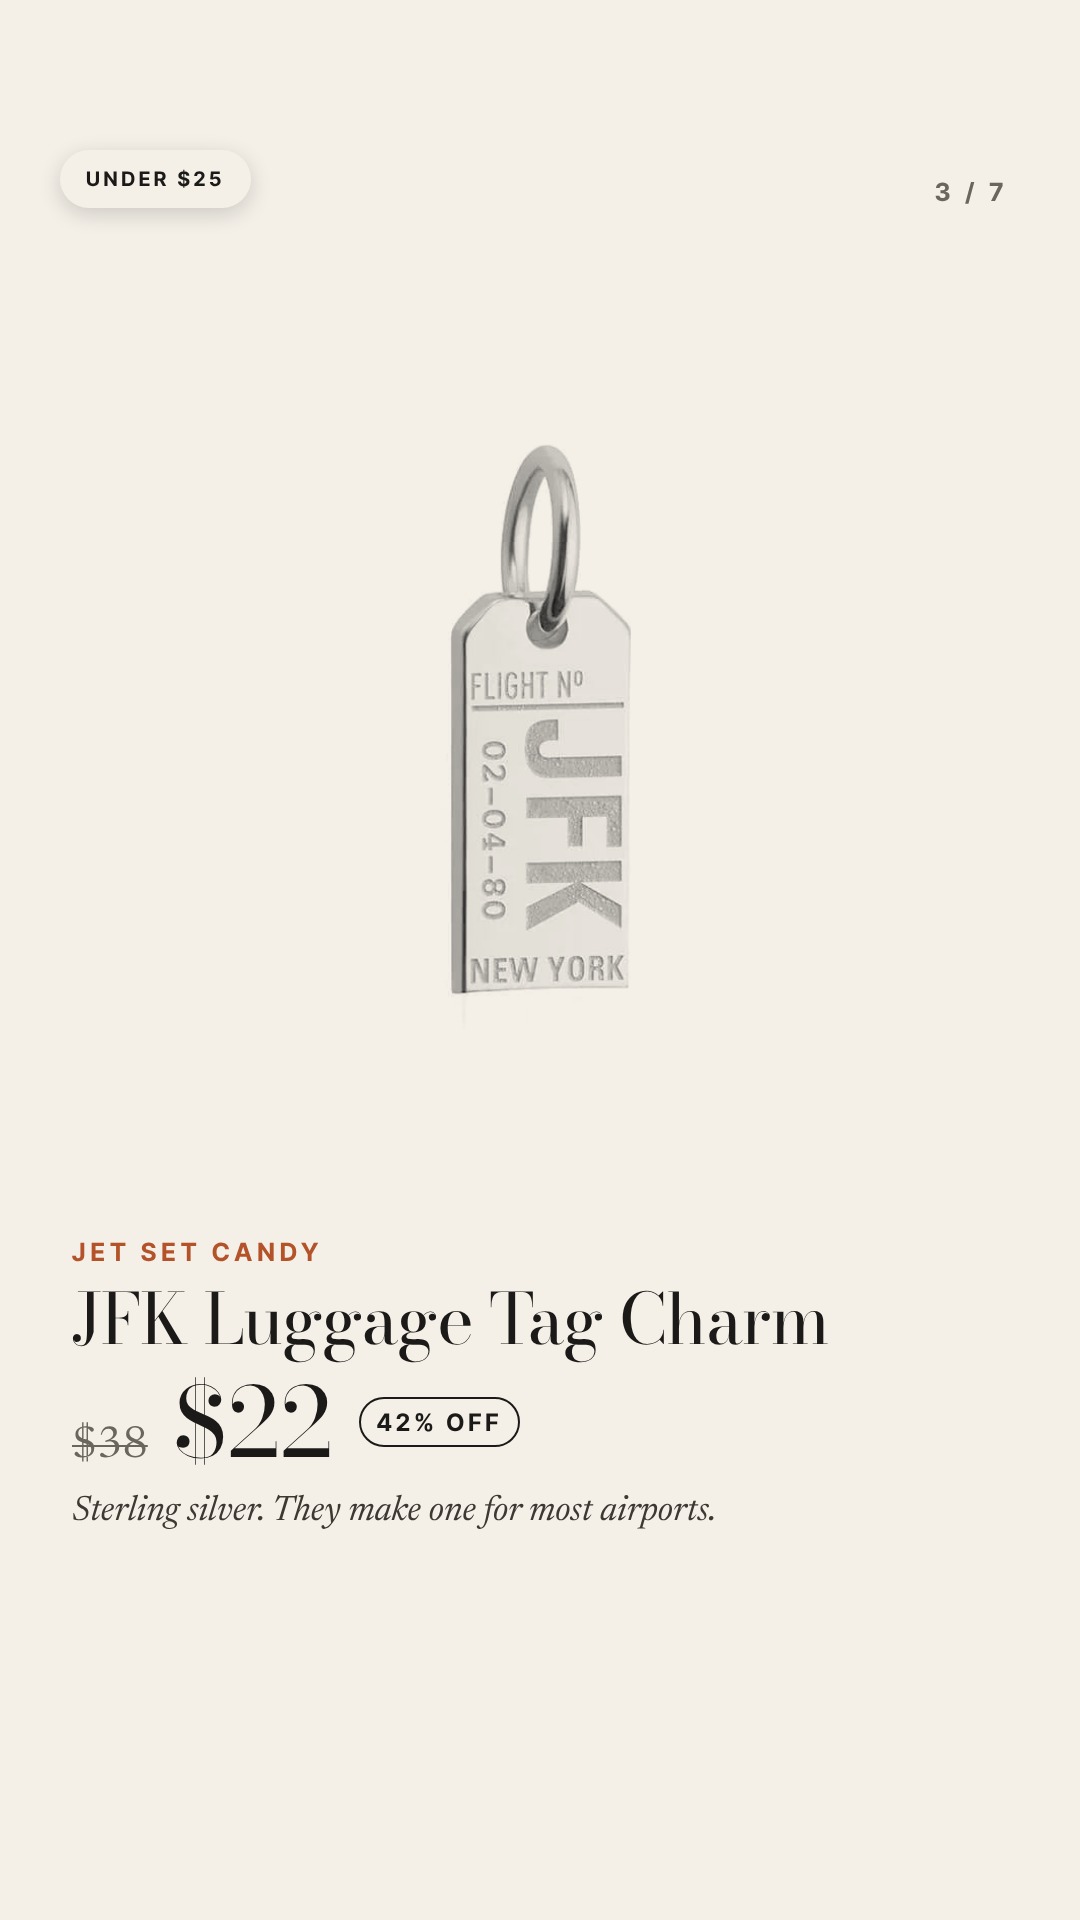 UNDER $25
3 / 7
FLIGHT Nº
JFK
02-04-80
NEW YORK
JET SET CANDY
JFK Luggage Tag Charm
$38 $22 42% OFF
Sterling silver. They make one for most airports.